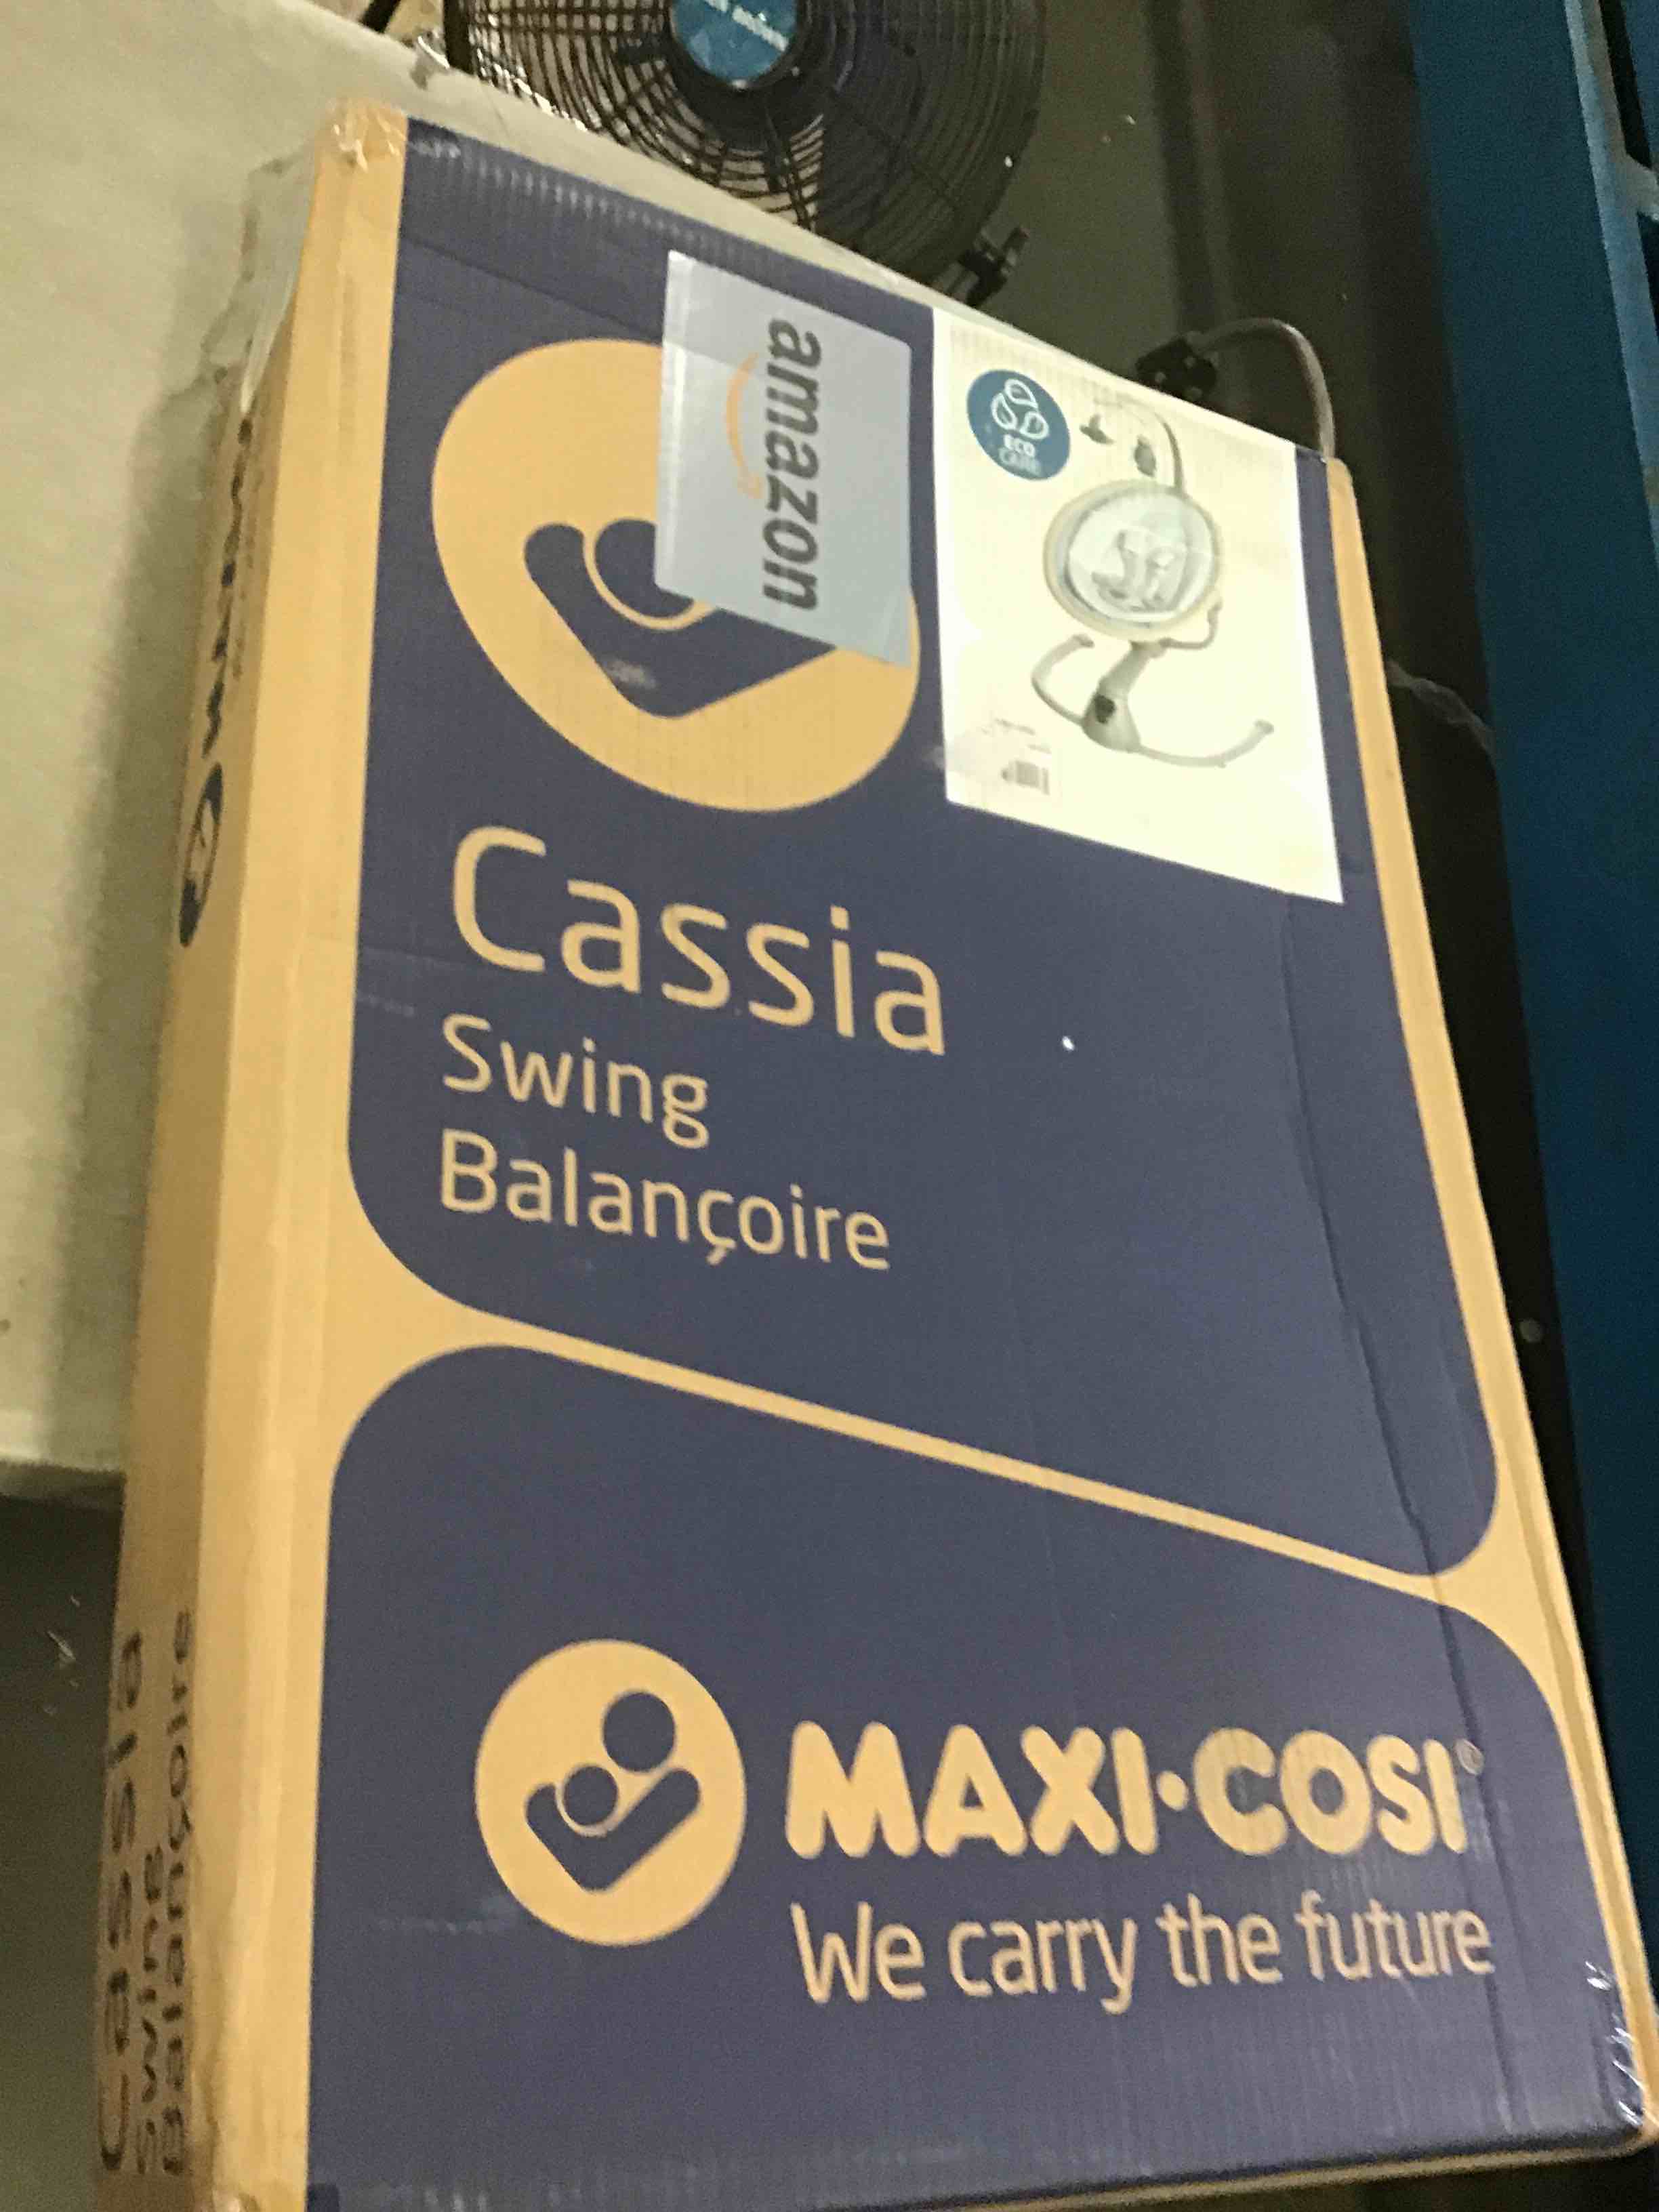 amazon
ECO
CARE
Cassia
Swing
Balançoire
MAXI·COSI®
We carry the future
Cassia
Swing
Balançoire